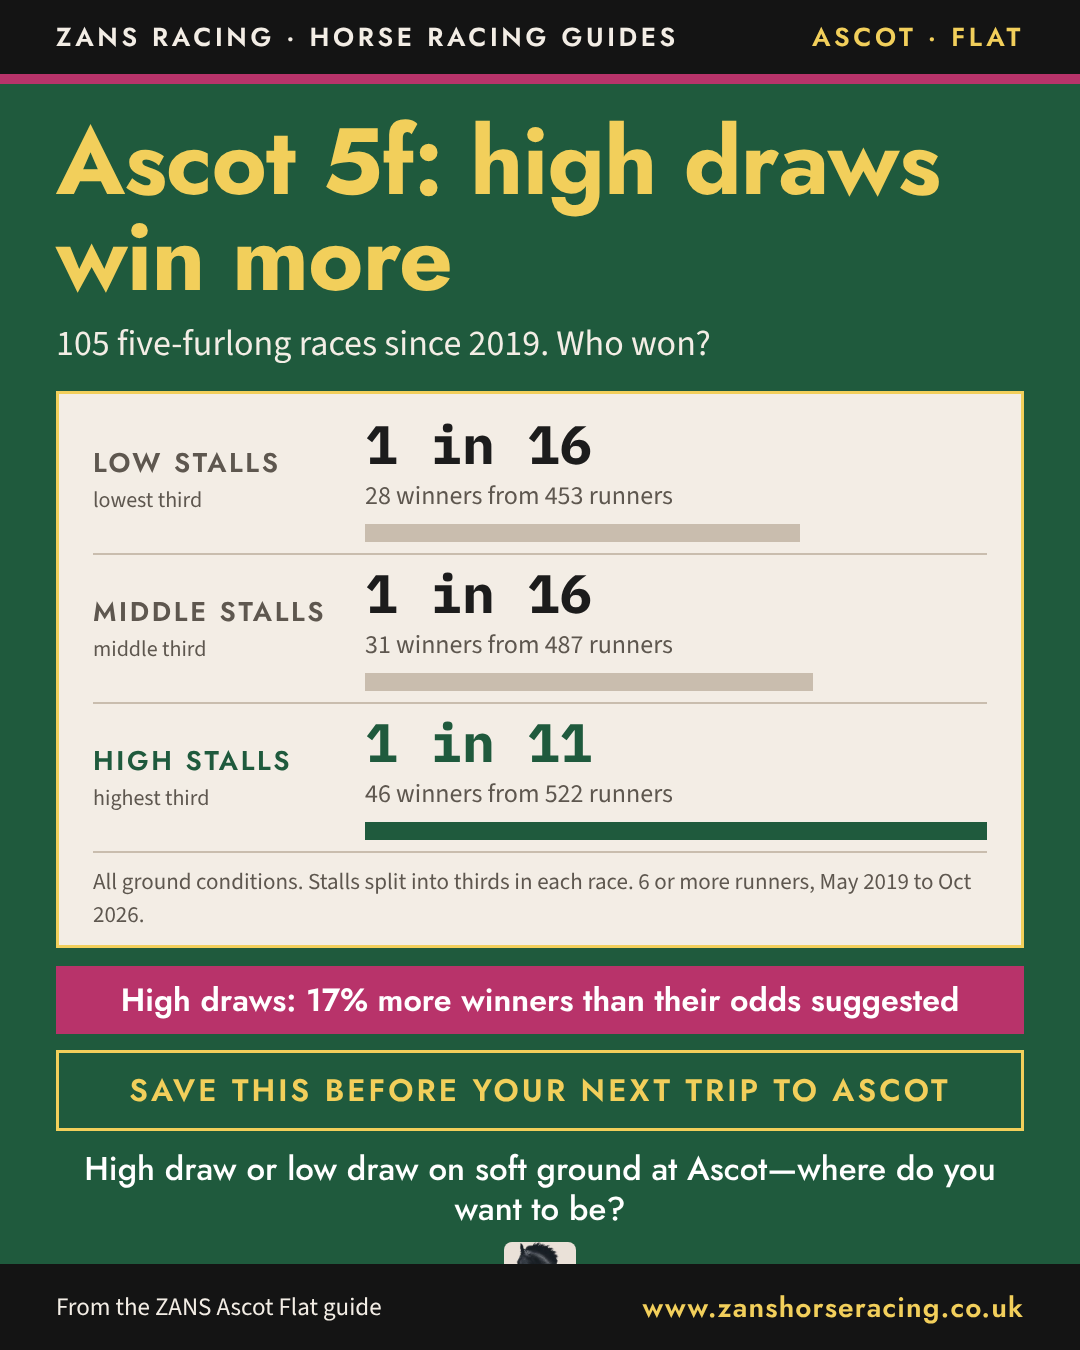 ZANS RACING · HORSE RACING GUIDES
ASCOT · FLAT
Ascot 5f: high draws
win more
105 five-furlong races since 2019. Who won?
LOW STALLS
lowest third
1 in 16
28 winners from 453 runners
MIDDLE STALLS
middle third
1 in 16
31 winners from 487 runners
HIGH STALLS
highest third
1 in 11
46 winners from 522 runners
All ground conditions. Stalls split into thirds in each race. 6 or more runners, May 2019 to Oct
2026.
High draws: 17% more winners than their odds suggested
SAVE THIS BEFORE YOUR NEXT TRIP TO ASCOT
High draw or low draw on soft ground at Ascot—where do you
want to be?
From the ZANS Ascot Flat guide
www.zanshorseracing.co.uk